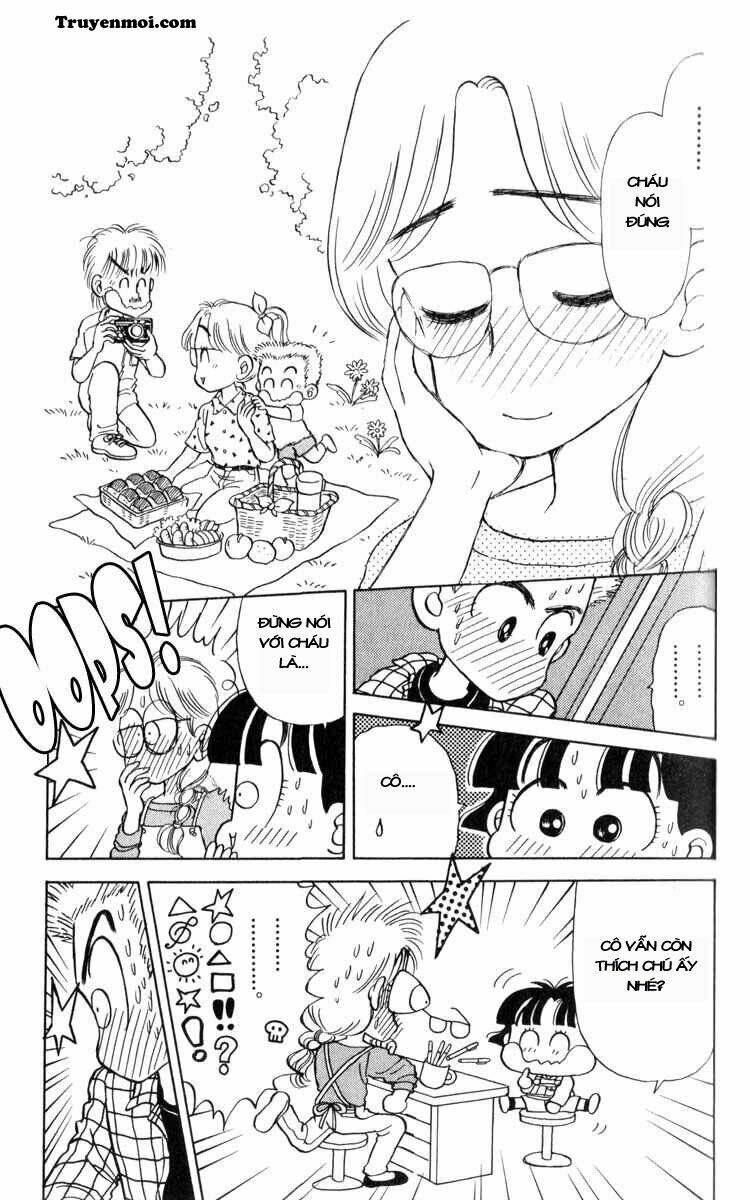 Truyenmoi.com
CHÁU
NÓI
ĐÚNG.
OOPS!
ĐỪNG NÓI
VỚI CHÁU
LÀ...
CÔ....
CÔ VẪN CÒN
THÍCH CHÚ ẤY
NHÉ?
!!
?